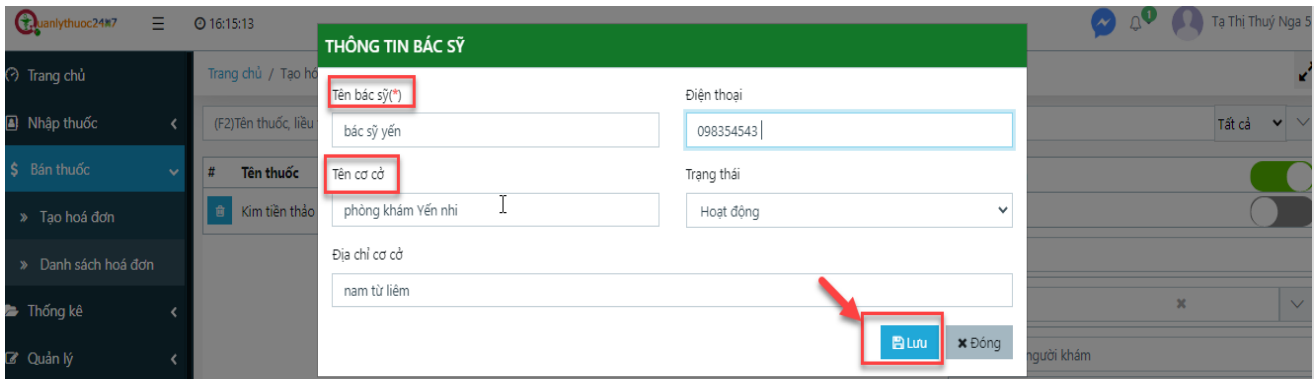 uanlythuoc24h7
16:15:13
1
Tạ Thị Thuý Nga 5
THÔNG TIN BÁC SỸ
Trang chủ
Trang chủ / Tạo hó
Tên bác sỹ(*)
Điện thoại
Nhập thuốc
(F2)Tên thuốc, liều
bác sỹ yến
098354543
Tất cả
$ Bán thuốc
# Tên thuốc
Tên cơ cở
Trạng thái
» Tạo hoá đơn
Kim tiền thảo
phòng khám Yến nhi
Hoạt động
» Danh sách hoá đơn
Địa chỉ cơ cở
nam từ liêm
Thống kê
Lưu
Đóng
Quản lý
người khám